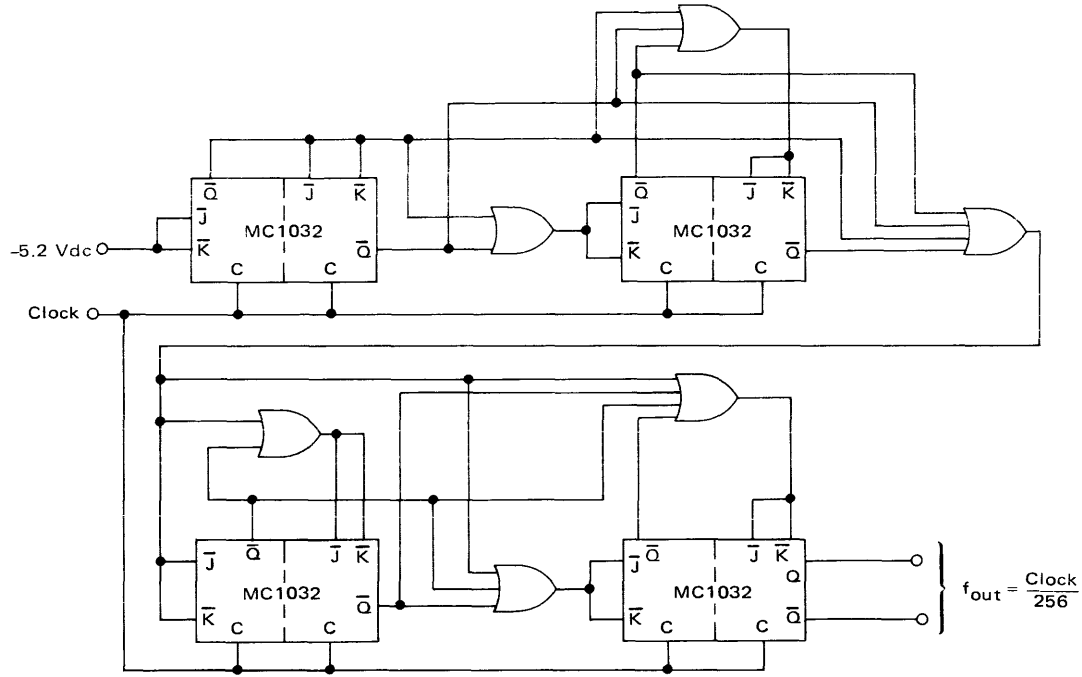 Q̅ J̅ K̅
J̅
K̅ MC1032 Q̅
C C
-5.2 Vdc
Clock
Q̅ J̅ K̅
J̅
K̅ MC1032 Q̅
C C
J̅ Q̅ J̅ K̅
MC1032
K̅ Q̅
C C
J̅ Q̅ J̅ K̅
Q
MC1032
K̅ Q̅
C C
f_out = Clock/256